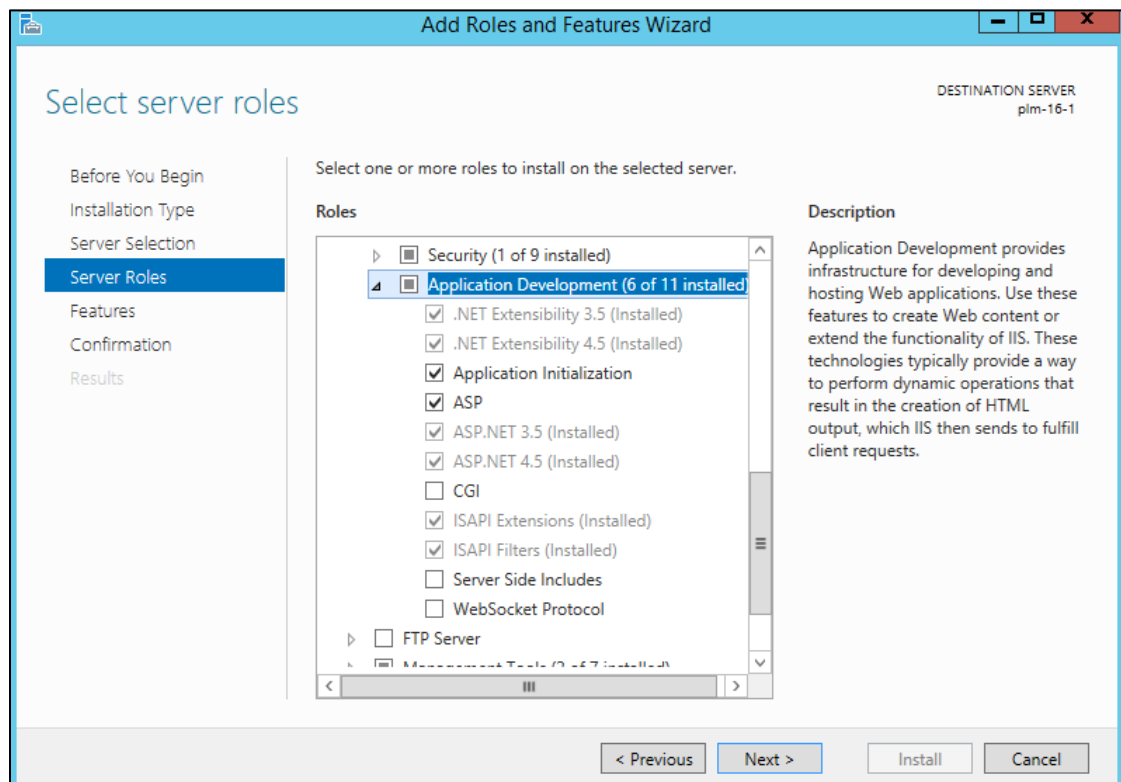 Add Roles and Features Wizard
Select server roles
DESTINATION SERVER
plm-16-1
Before You Begin
Installation Type
Server Selection
Server Roles
Features
Confirmation
Results
Select one or more roles to install on the selected server.
Roles
Security (1 of 9 installed)
Application Development (6 of 11 installed)
.NET Extensibility 3.5 (Installed)
.NET Extensibility 4.5 (Installed)
Application Initialization
ASP
ASP.NET 3.5 (Installed)
ASP.NET 4.5 (Installed)
CGI
ISAPI Extensions (Installed)
ISAPI Filters (Installed)
Server Side Includes
WebSocket Protocol
FTP Server
Management Tools (2 of 7 installed)
Description
Application Development provides
infrastructure for developing and
hosting Web applications. Use these
features to create Web content or
extend the functionality of IIS. These
technologies typically provide a way
to perform dynamic operations that
result in the creation of HTML
output, which IIS then sends to fulfill
client requests.
< Previous
Next >
Install
Cancel